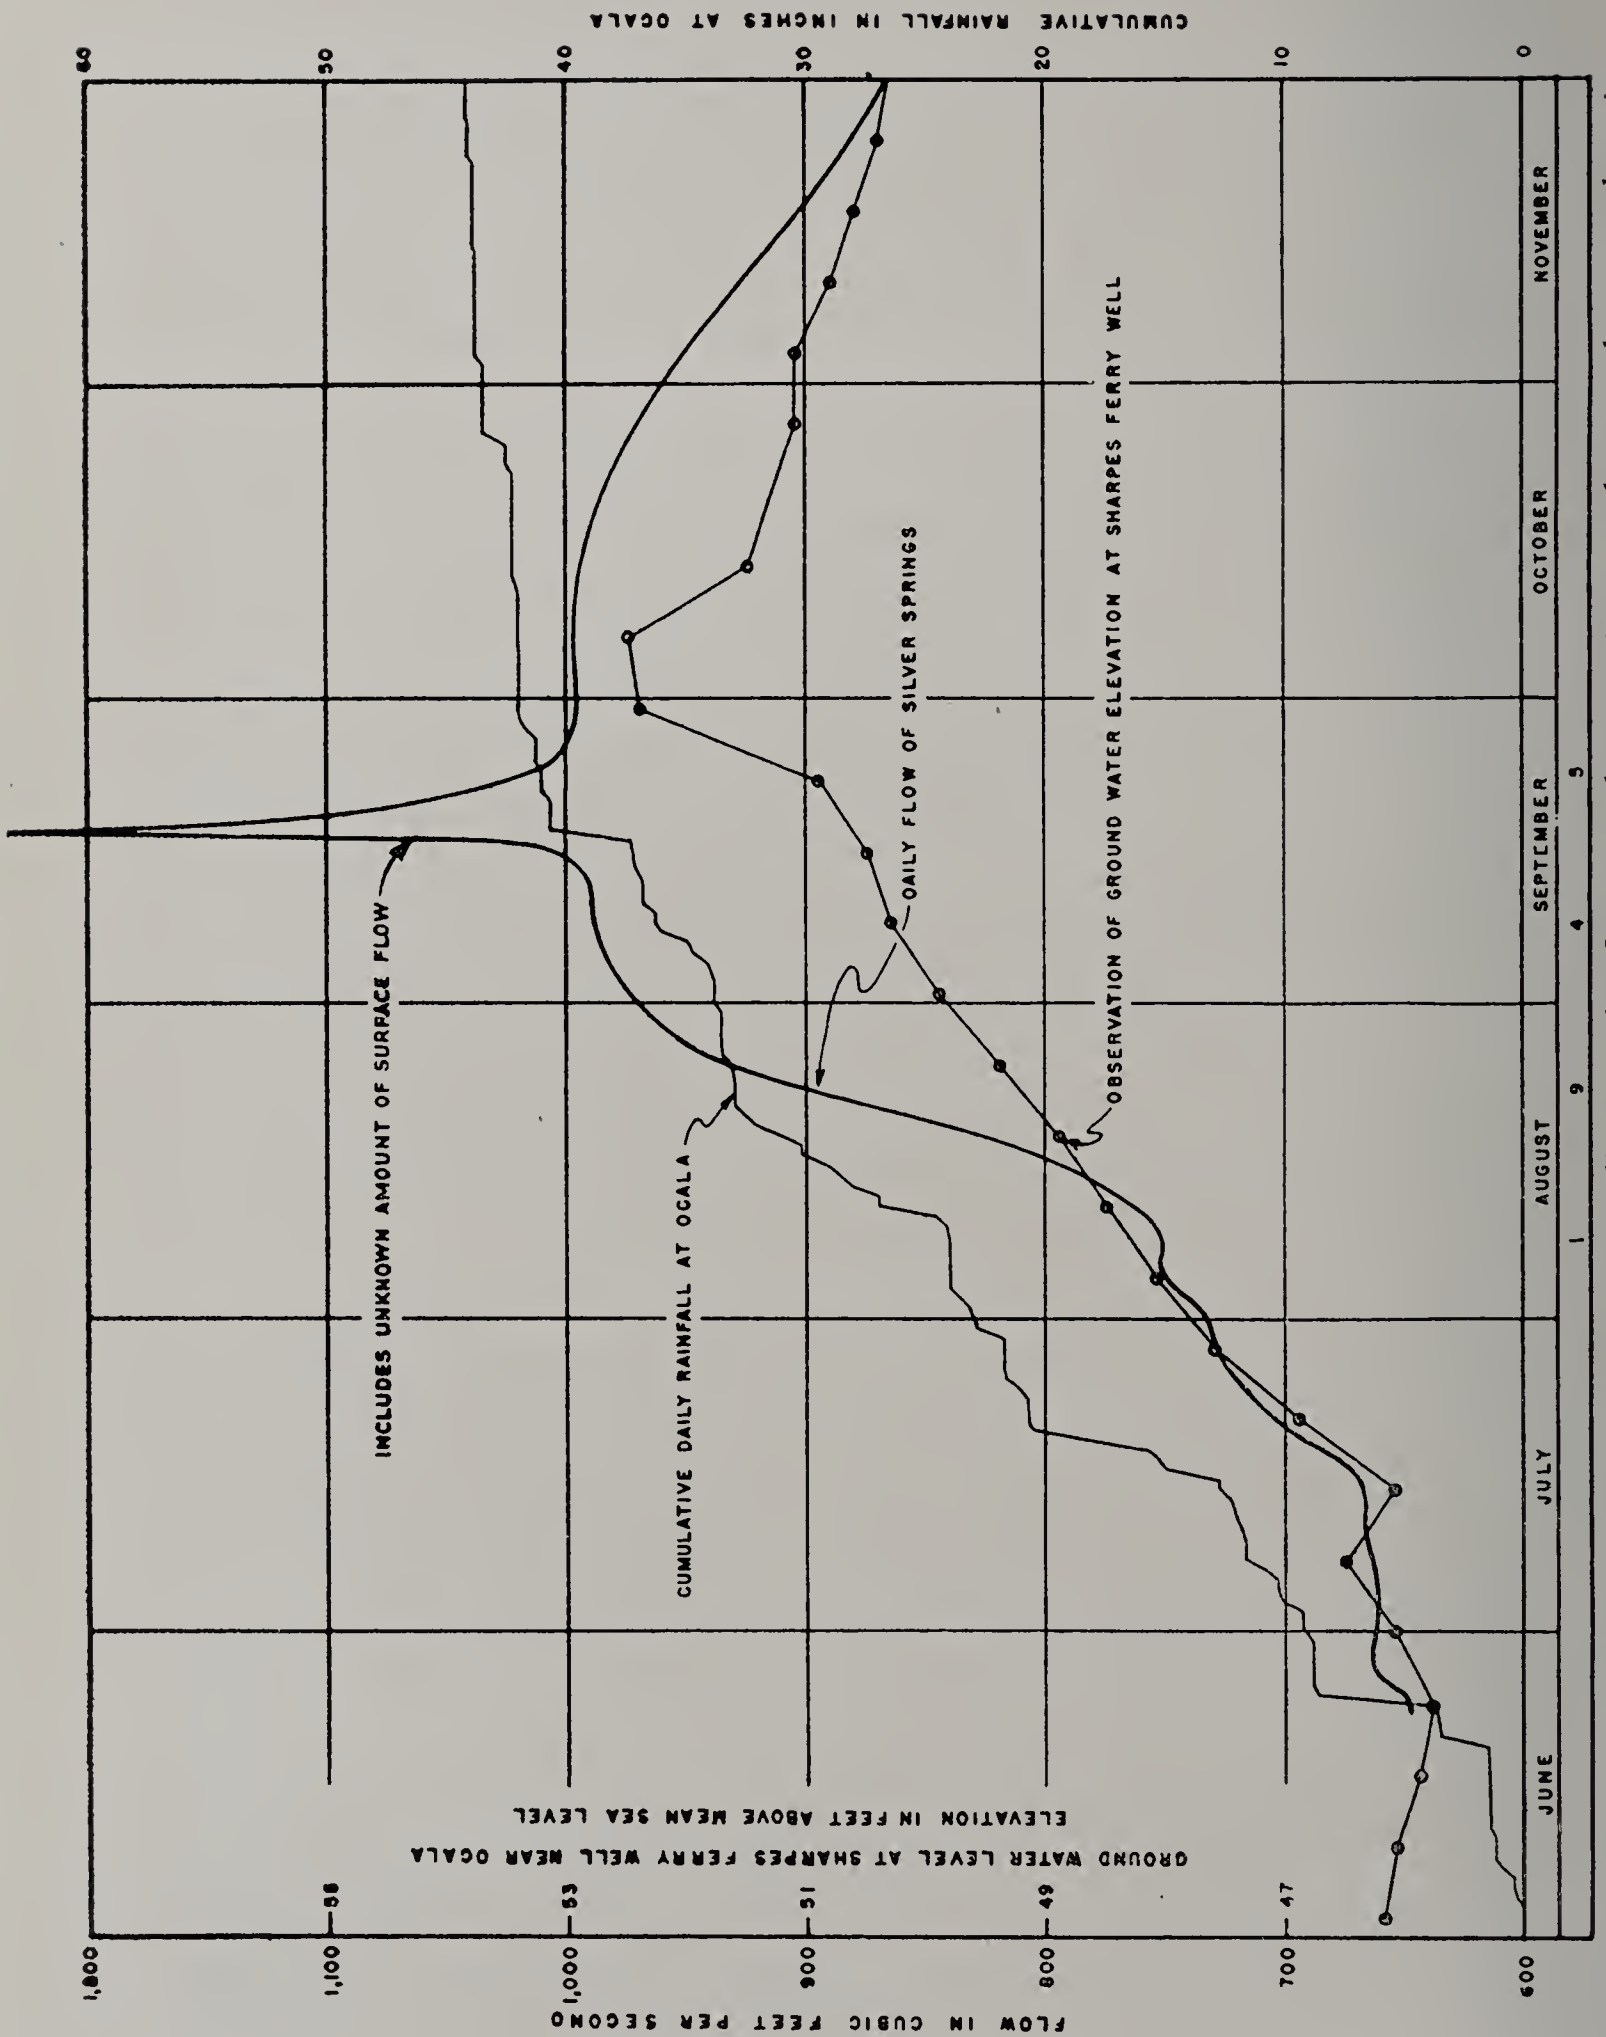 CUMULATIVE RAINFALL IN INCHES AT OCALA
60
50
40
30
20
10
0
INCLUDES UNKNOWN AMOUNT OF SURFACE FLOW
CUMULATIVE DAILY RAINFALL AT OCALA
DAILY FLOW OF SILVER SPRINGS
OBSERVATION OF GROUND WATER ELEVATION AT SHARPES FERRY WELL
JUNE
JULY
AUGUST
SEPTEMBER
OCTOBER
NOVEMBER
1
9
4
5
ELEVATION IN FEET ABOVE MEAN SEA LEVEL
GROUND WATER LEVEL AT SHARPES FERRY WELL NEAR OCALA
55
53
51
49
47
1,200
1,100
1,000
900
800
700
600
FLOW IN CUBIC FEET PER SECOND